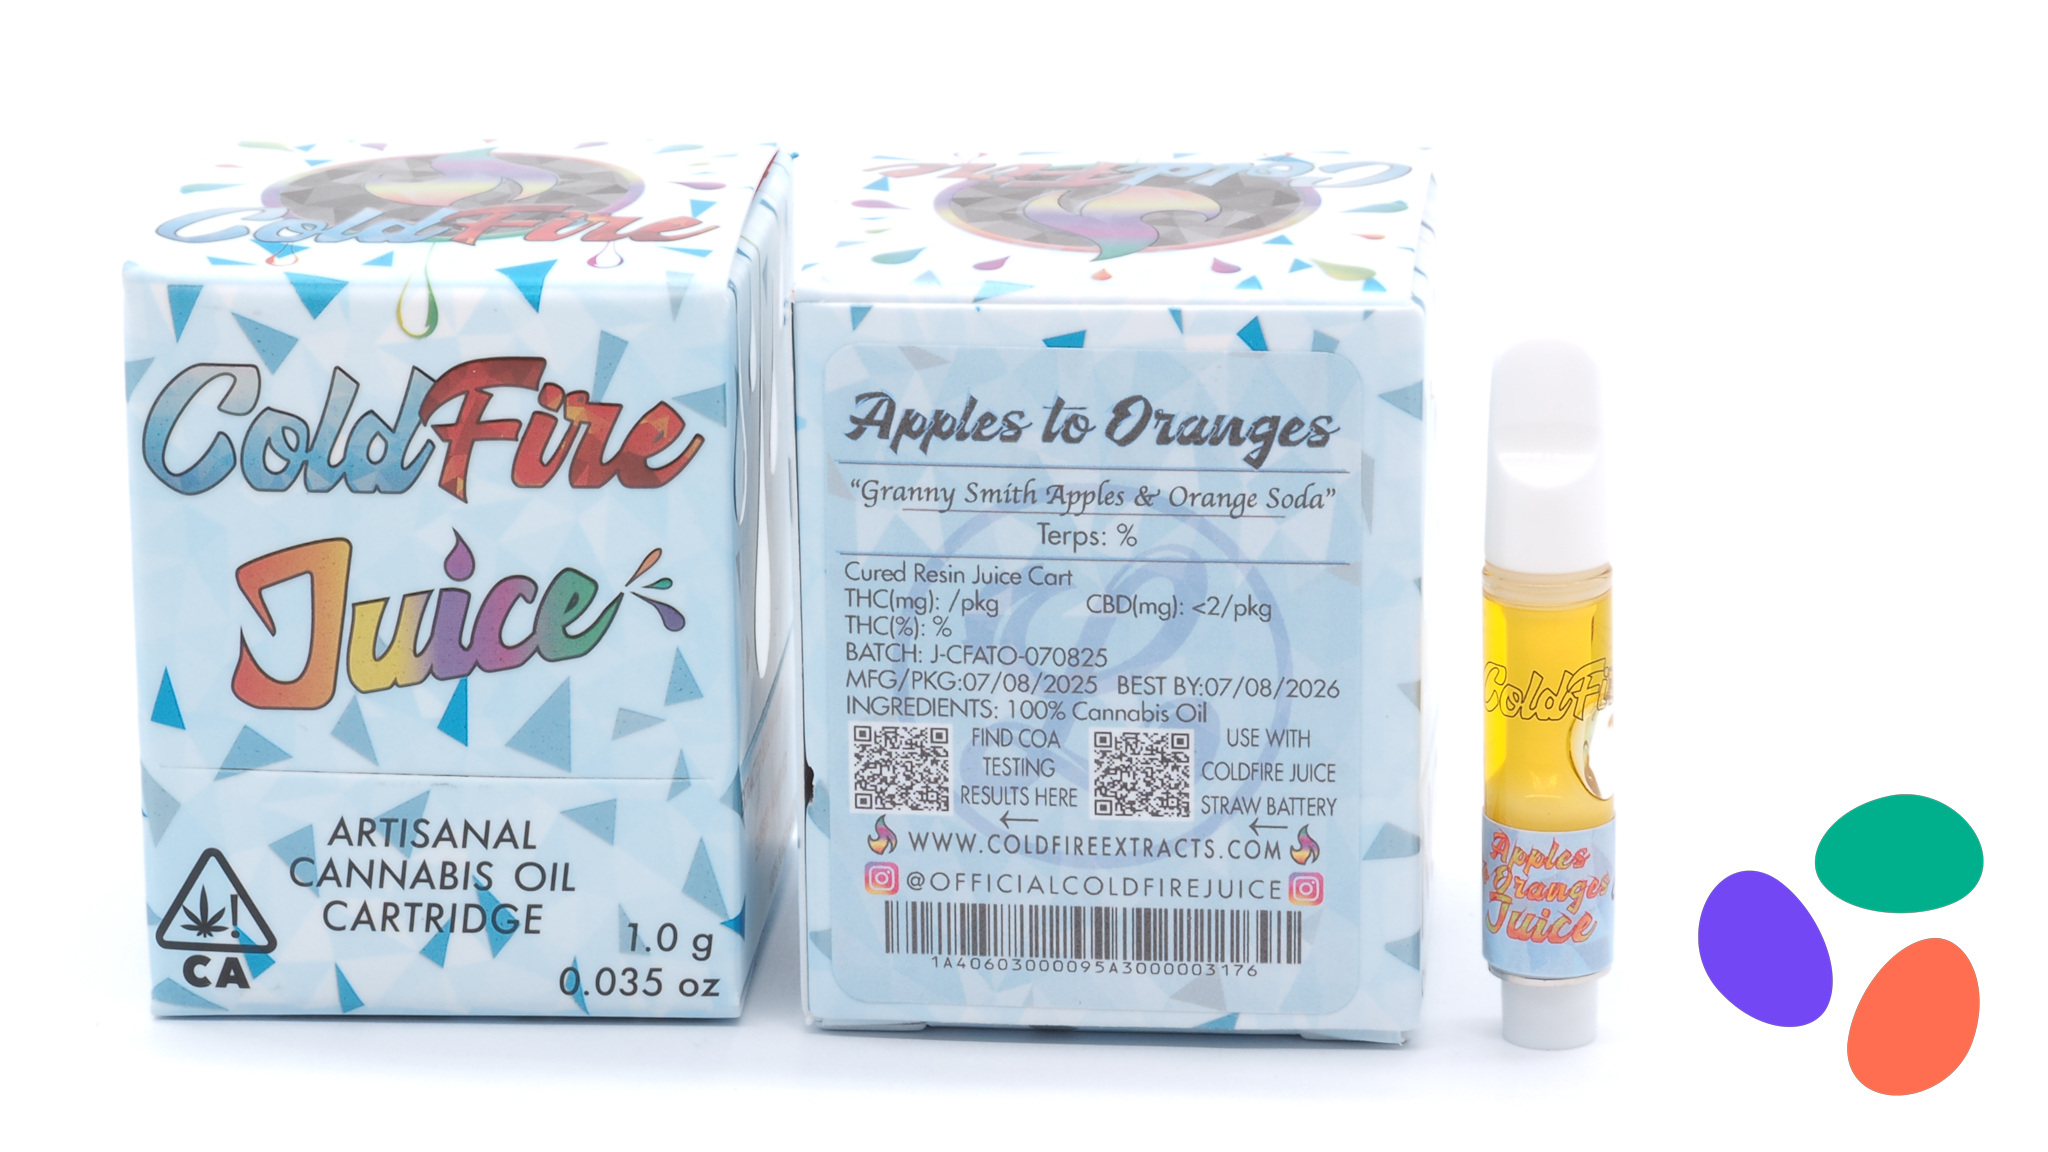 ColdFire
ColdFire
Juice
ARTISANAL
CANNABIS OIL
CARTRIDGE
CA
1.0 g
0.035 oz
ColdFire
Apples to Oranges
“Granny Smith Apples & Orange Soda”
Terps: %
Cured Resin Juice Cart
THC(mg): /pkg CBD(mg): <2/pkg
THC(%): %
BATCH: J-CFATO-070825
MFG/PKG:07/08/2025 BEST BY:07/08/2026
INGREDIENTS: 100% Cannabis Oil
FIND COA
TESTING
RESULTS HERE
USE WITH
COLDFIRE JUICE
STRAW BATTERY
WWW.COLDFIREEXTRACTS.COM
@OFFICIALCOLDFIREJUICE
1A40603000095A3000003176
ColdFi
Apples
Oranges
Juice